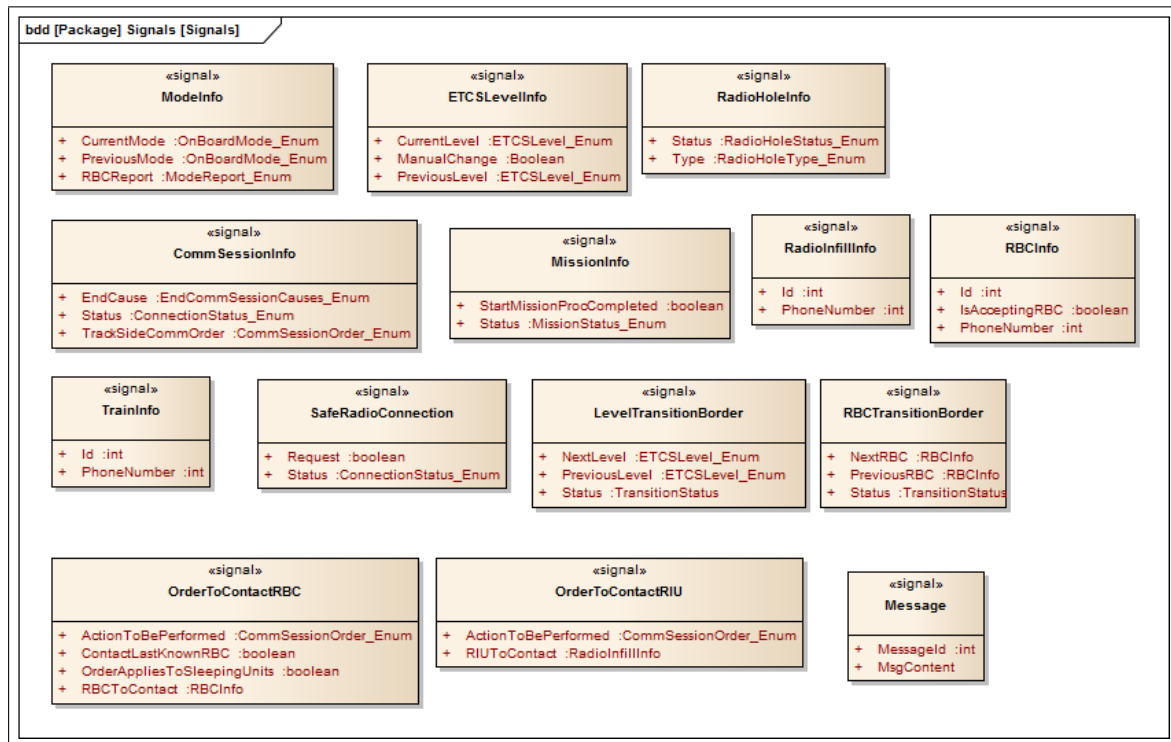 bdd [Package] Signals [Signals]
«signal»
ModeInfo
+ CurrentMode :OnBoardMode_Enum
+ PreviousMode :OnBoardMode_Enum
+ RBCReport :ModeReport_Enum
«signal»
ETCSLevelInfo
+ CurrentLevel :ETCSLevel_Enum
+ ManualChange :Boolean
+ PreviousLevel :ETCSLevel_Enum
«signal»
RadioHoleInfo
+ Status :RadioHoleStatus_Enum
+ Type :RadioHoleType_Enum
«signal»
CommSessionInfo
+ EndCause :EndCommSessionCauses_Enum
+ Status :ConnectionStatus_Enum
+ TrackSideCommOrder :CommSessionOrder_Enum
«signal»
MissionInfo
+ StartMissionProcCompleted :boolean
+ Status :MissionStatus_Enum
«signal»
RadioInfillInfo
+ Id :int
+ PhoneNumber :int
«signal»
RBCInfo
+ Id :int
+ IsAcceptingRBC :boolean
+ PhoneNumber :int
«signal»
TrainInfo
+ Id :int
+ PhoneNumber :int
«signal»
SafeRadioConnection
+ Request :boolean
+ Status :ConnectionStatus_Enum
«signal»
LevelTransitionBorder
+ NextLevel :ETCSLevel_Enum
+ PreviousLevel :ETCSLevel_Enum
+ Status :TransitionStatus
«signal»
RBCTransitionBorder
+ NextRBC :RBCInfo
+ PreviousRBC :RBCInfo
+ Status :TransitionStatus
«signal»
OrderToContactRBC
+ ActionToBePerformed :CommSessionOrder_Enum
+ ContactLastKnownRBC :boolean
+ OrderAppliesToSleepingUnits :boolean
+ RBCToContact :RBCInfo
«signal»
OrderToContactRIU
+ ActionToBePerformed :CommSessionOrder_Enum
+ RIUToContact :RadioInfillInfo
«signal»
Message
+ MessageId :int
+ MsgContent